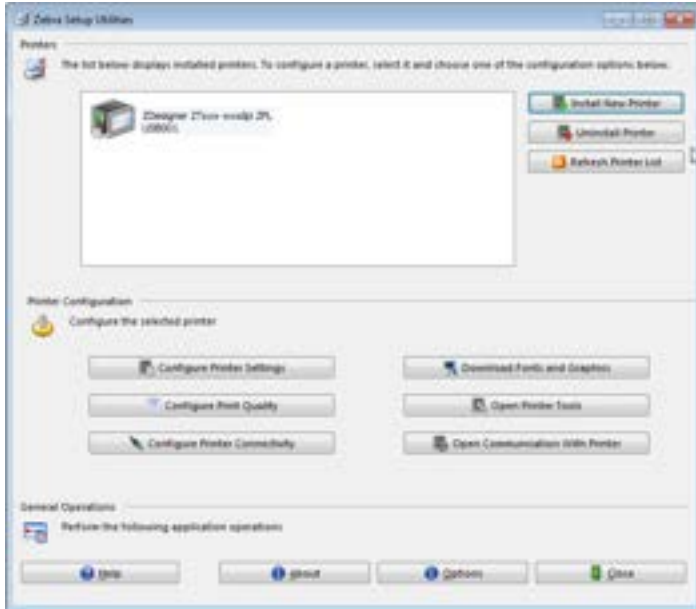 Zebra Setup Utilities
Printers
The list below displays installed printers. To configure a printer, select it and choose one of the configuration options below.
ZDesigner
USB001
Install New Printer
Uninstall Printer
Refresh Printer List
Printer Configuration
Configure the selected printer
Configure Printer Settings
Download Fonts and Graphics
Configure Print Quality
Open Printer Tools
Configure Printer Connectivity
Open Communication With Printer
General Operations
Perform the following application operations
Help
About
Options
Close